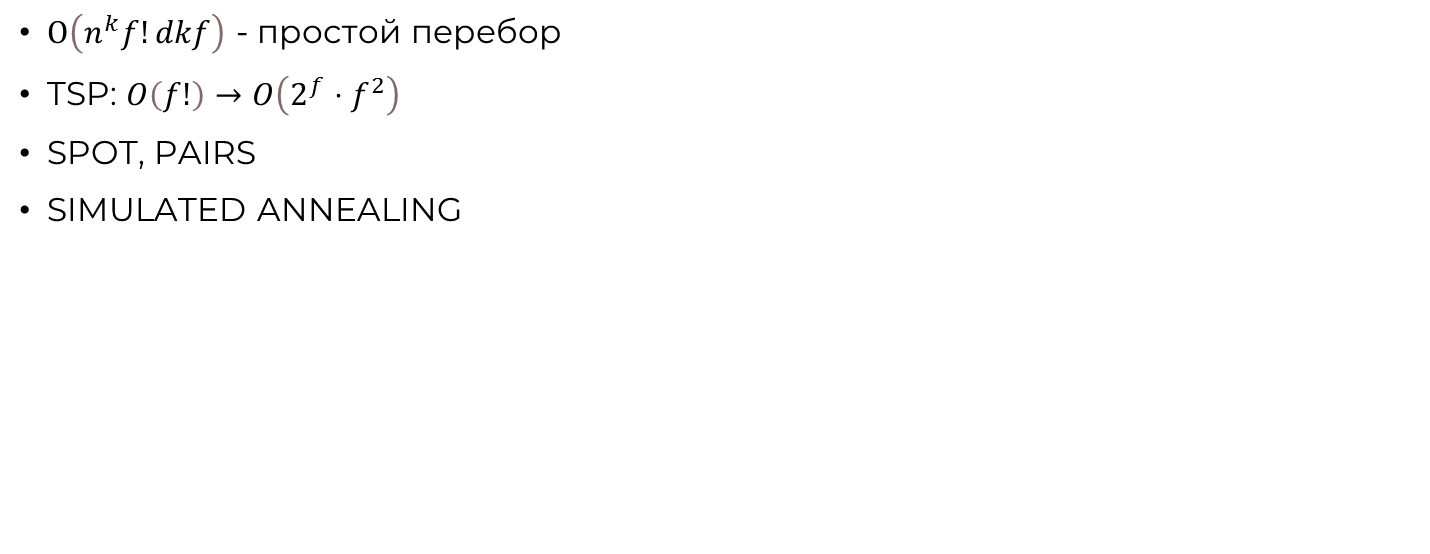 • O(n^k f! dkf) - простой перебор
• TSP: O(f!) → O(2^f · f^2)
• SPOT, PAIRS
• SIMULATED ANNEALING